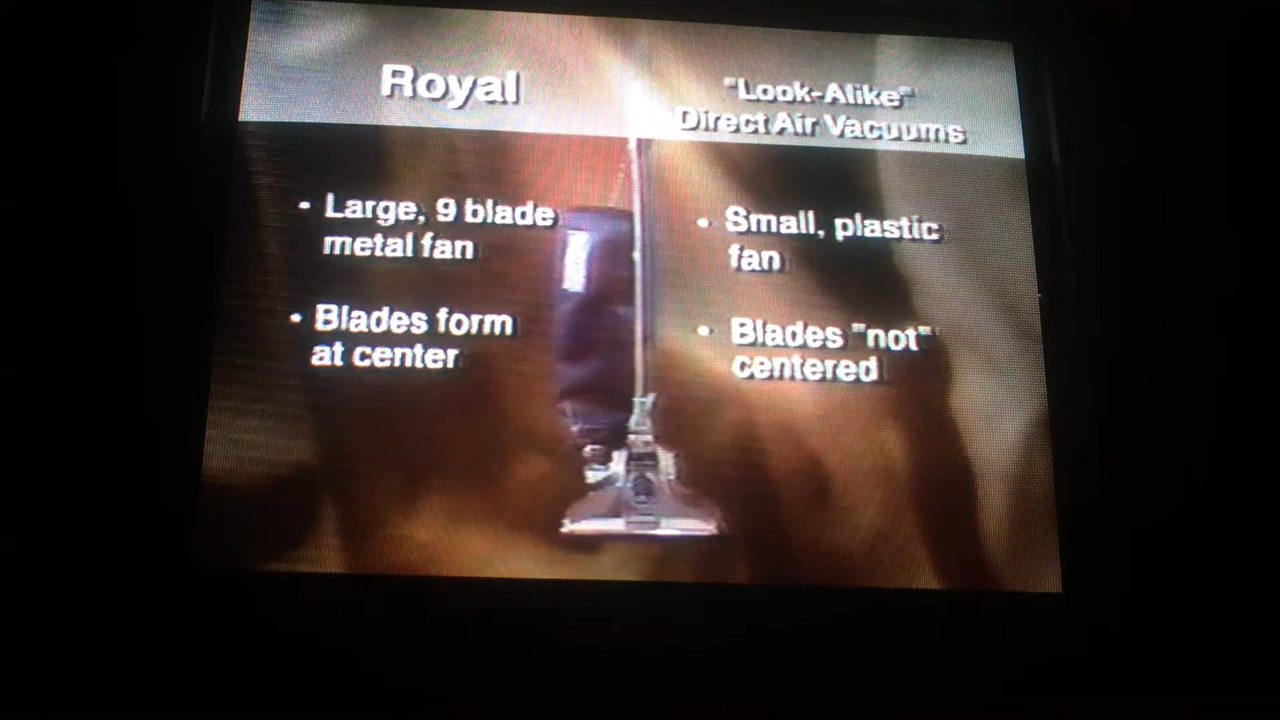 Royal
"Look-Alike"
Direct Air Vacuums
• Large, 9 blade
metal fan
• Blades form
at center
• Small, plastic
fan
• Blades "not"
centered